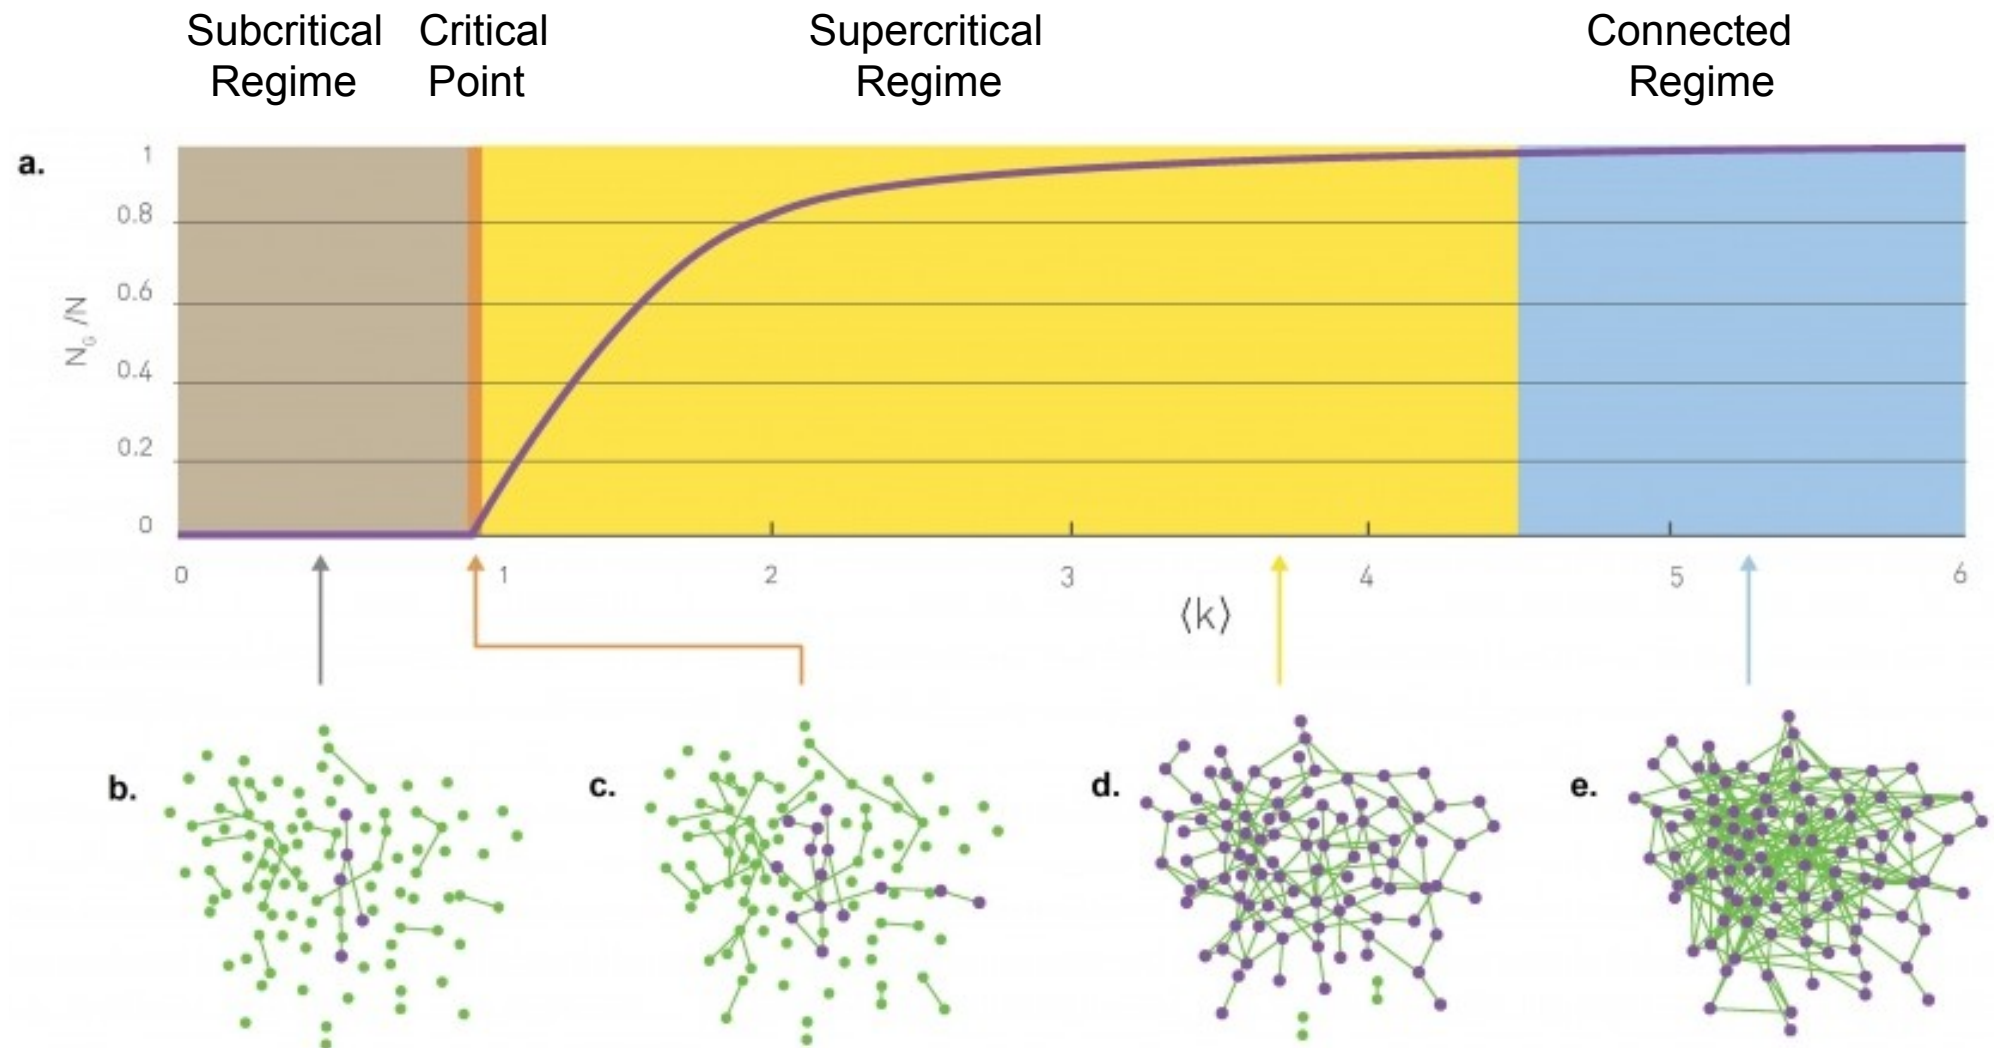 Subcritical Regime
Critical Point
Supercritical Regime
Connected Regime
a.
1
0.8
0.6
0.4
0.2
0
N_G /N
0 1 2 3 4 5 6
⟨k⟩
b.
c.
d.
e.